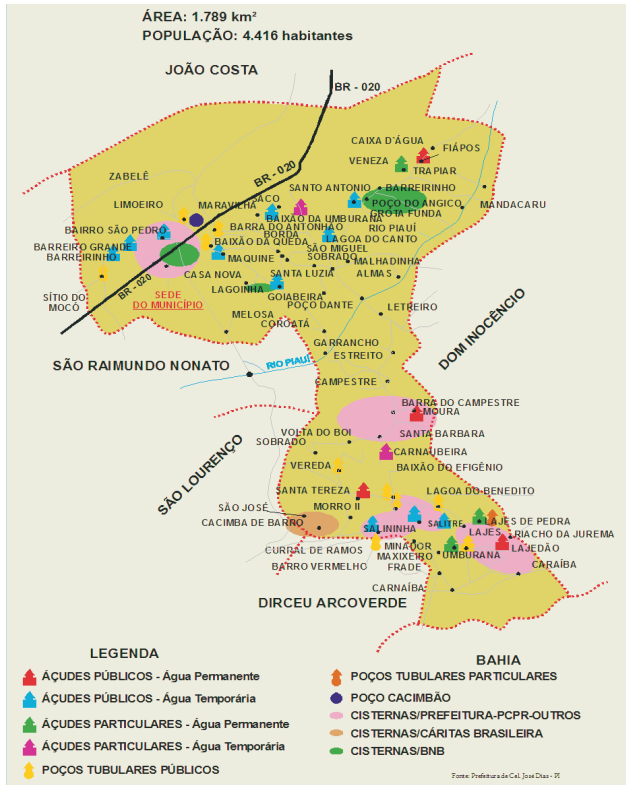 ÁREA: 1.789 km²
POPULAÇÃO: 4.416 habitantes
JOÃO COSTA
BR - 020
CAIXA D'ÁGUA
FIÁPOS
VENEZA
TRAPIAR
BR - 020
ZABELÊ
SANTO ANTONIO
BARREIRINHO
LIMOEIRO
MARAVILHA
SACO
POÇO DO ANGICO
MANDACARU
BAIXÃO DA UMBURANA
GROTA FUNDA
BAIRRO SÃO PEDRO
BARRA DO ANTONHÃO
RIO PIAUÍ
BORDA
LAGOA DO CANTO
BARREIRO GRANDE
BAIXÃO DA QUEDA
SÃO MIGUEL
BARREIRINHO
MAQUINE
SOBRADO
MALHADINHA
CASA NOVA
SANTA LUZIA
ALMAS
BR - 020
LAGOINHA
GOIABEIRA
SÍTIO DO
MOCÓ
SEDE
DO MUNICÍPIO
POÇO DANTE
LETREIRO
MELOSA
COROATÁ
DOM INOCÊNCIO
GARRANCHO
ESTREITO
RIO PIAUÍ
SÃO RAIMUNDO NONATO
CAMPESTRE
BARRA DO CAMPESTRE
MOURA
SÃO LOURENÇO
VOLTA DO BOI
SANTA BARBARA
SOBRADO
CARNAUBEIRA
VEREDA
BAIXÃO DO EFIGÊNIO
SANTA TEREZA
LAGOA DO BENEDITO
SÃO JOSÉ
MORRO II
CACIMBA DE BARRO
SALININHA
SALITRE
LAJES DE PEDRA
LAJES
RIACHO DA JUREMA
CURRAL DE RAMOS
MINADOR
LAJEDÃO
MAXIXEIRO
UMBURANA
BARRO VERMELHO
FRADE
CARAÍBA
CARNAÍBA
DIRCEU ARCOVERDE
LEGENDA
BAHIA
AÇUDES PÚBLICOS - Água Permanente
AÇUDES PÚBLICOS - Água Temporária
AÇUDES PARTICULARES - Água Permanente
AÇUDES PARTICULARES - Água Temporária
POÇOS TUBULARES PÚBLICOS
POÇOS TUBULARES PARTICULARES
POÇO CACIMBÃO
CISTERNAS/PREFEITURA-PCPR-OUTROS
CISTERNAS/CÁRITAS BRASILEIRA
CISTERNAS/BNB
Fonte: Prefeitura de Cel. José Dias - PI